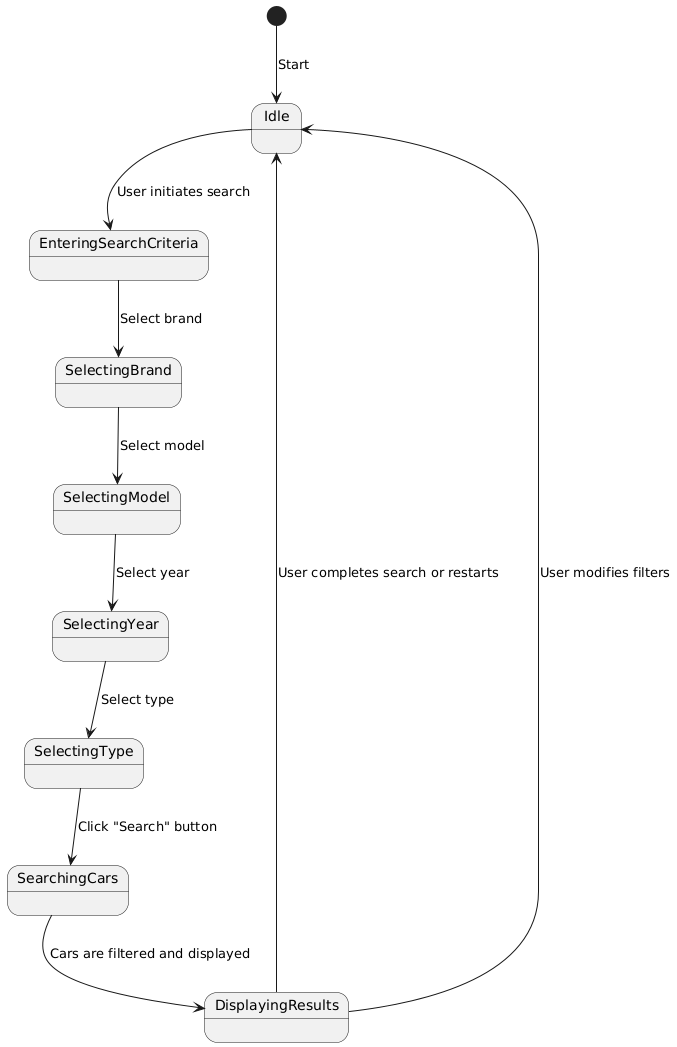 Start
Idle
User initiates search
EnteringSearchCriteria
Select brand
SelectingBrand
Select model
SelectingModel
Select year
User completes search or restarts
User modifies filters
SelectingYear
Select type
SelectingType
Click "Search" button
SearchingCars
Cars are filtered and displayed
DisplayingResults